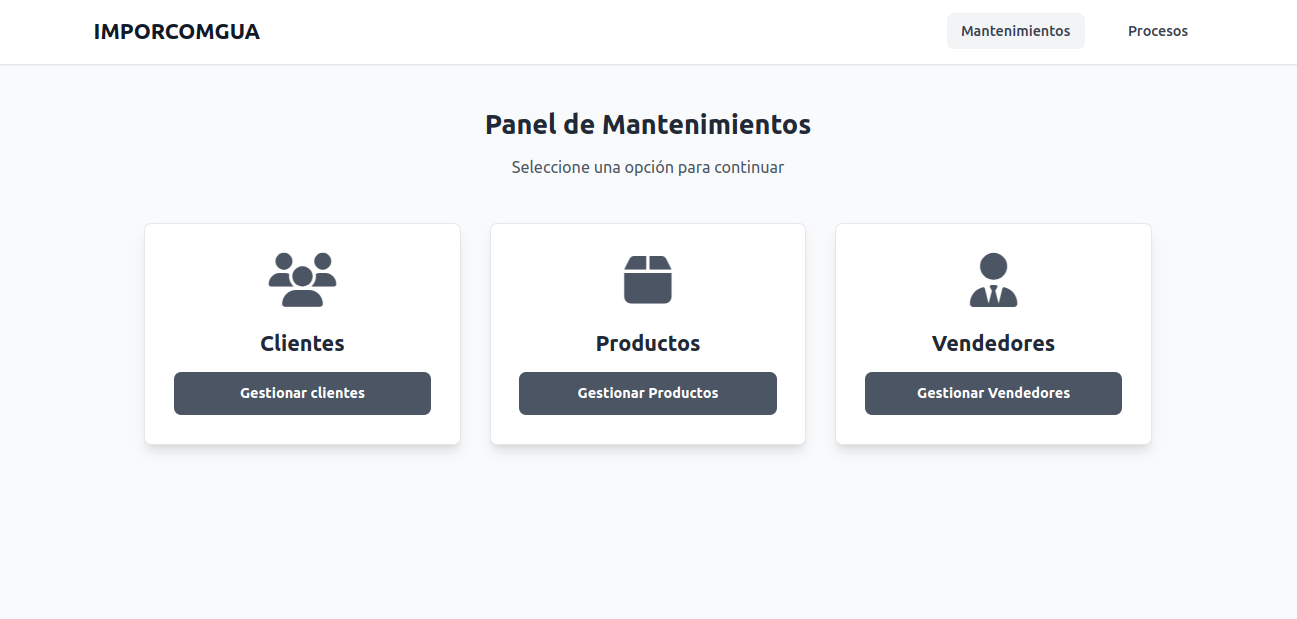 IMPORCOMGUA
Mantenimientos
Procesos
Panel de Mantenimientos
Seleccione una opción para continuar
Clientes
Gestionar clientes
Productos
Gestionar Productos
Vendedores
Gestionar Vendedores